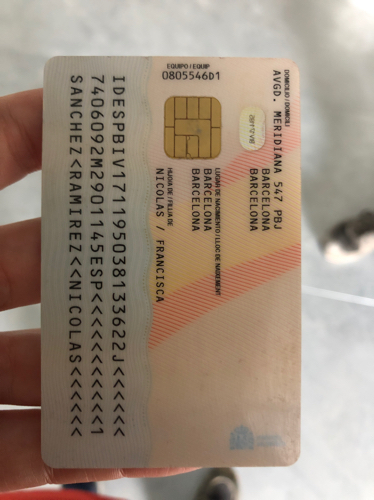 DOMICILIO / DOMICILI
AVGD. MERIDIANA 547 PBJ
BARCELONA
BARCELONA
LUGAR DE NACIMIENTO / LLOC DE NAIXEMENT
BARCELONA
BARCELONA
HIJO/A DE / FILL/A DE
NICOLAS / FRANCISCA
EQUIPO / EQUIP
0805546D1
IDESPBIV171195038133622J<<<<<<
7406092M2901145ESP<<<<<<<<<<<1
SANCHEZ<RAMIREZ<<NICOLAS<<<<<<